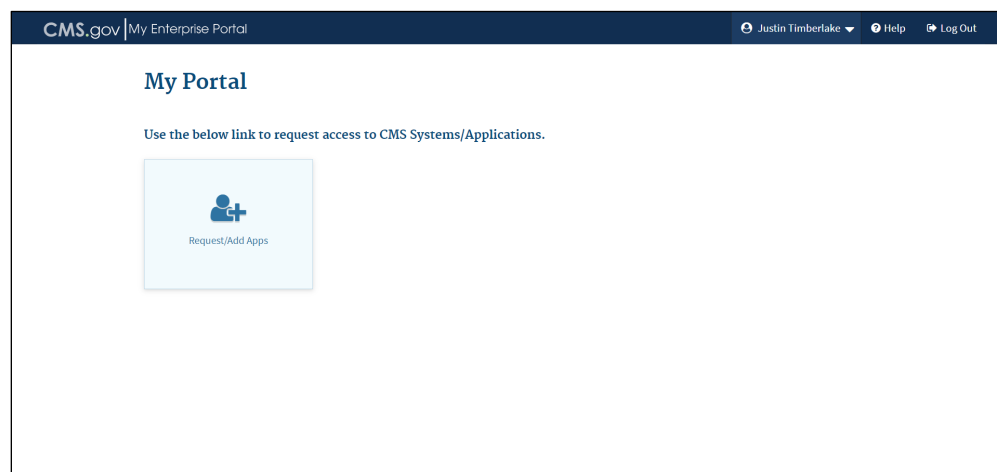 CMS.gov My Enterprise Portal Justin Timberlake Help Log Out
My Portal
Use the below link to request access to CMS Systems/Applications.
Request/Add Apps